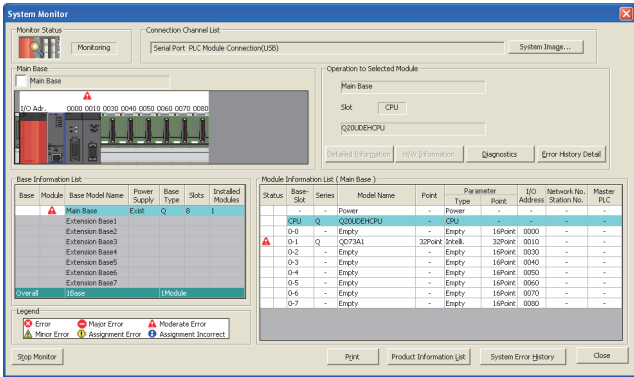 System Monitor
Monitor Status
Connection Channel List
Monitoring
Serial Port PLC Module Connection(USB)
System Image...
Main Base
Operation to Selected Module
Main Base
Main Base
I/O Adr. 0000 0010 0030 0040 0050 0060 0070 0080
Slot CPU
Q20UDEHCPU
Detailed Information H/W Information Diagnostics Error History Detail
Base Information List
Base Module Base Model Name Power Supply Base Type Slots Installed Modules
Main Base Exist Q 8 1
Extension Base1
Extension Base2
Extension Base3
Extension Base4
Extension Base5
Extension Base6
Extension Base7
Overall 1Base 1Module
Module Information List (Main Base)
Status Base-Slot Series Model Name Point Parameter Type Point I/O Address Network No. Station No. Master PLC
- - Power - Power - - - -
CPU Q Q20UDEHCPU - CPU - - - -
0-0 - Empty - Empty 16Point 0000 - -
0-1 Q QD73A1 32Point Intelli. 32Point 0010 - -
0-2 - Empty - Empty 16Point 0030 - -
0-3 - Empty - Empty 16Point 0040 - -
0-4 - Empty - Empty 16Point 0050 - -
0-5 - Empty - Empty 16Point 0060 - -
0-6 - Empty - Empty 16Point 0070 - -
0-7 - Empty - Empty 16Point 0080 - -
Legend
Error Major Error Moderate Error
Minor Error Assignment Error Assignment Incorrect
Stop Monitor Print Product Information List System Error History Close